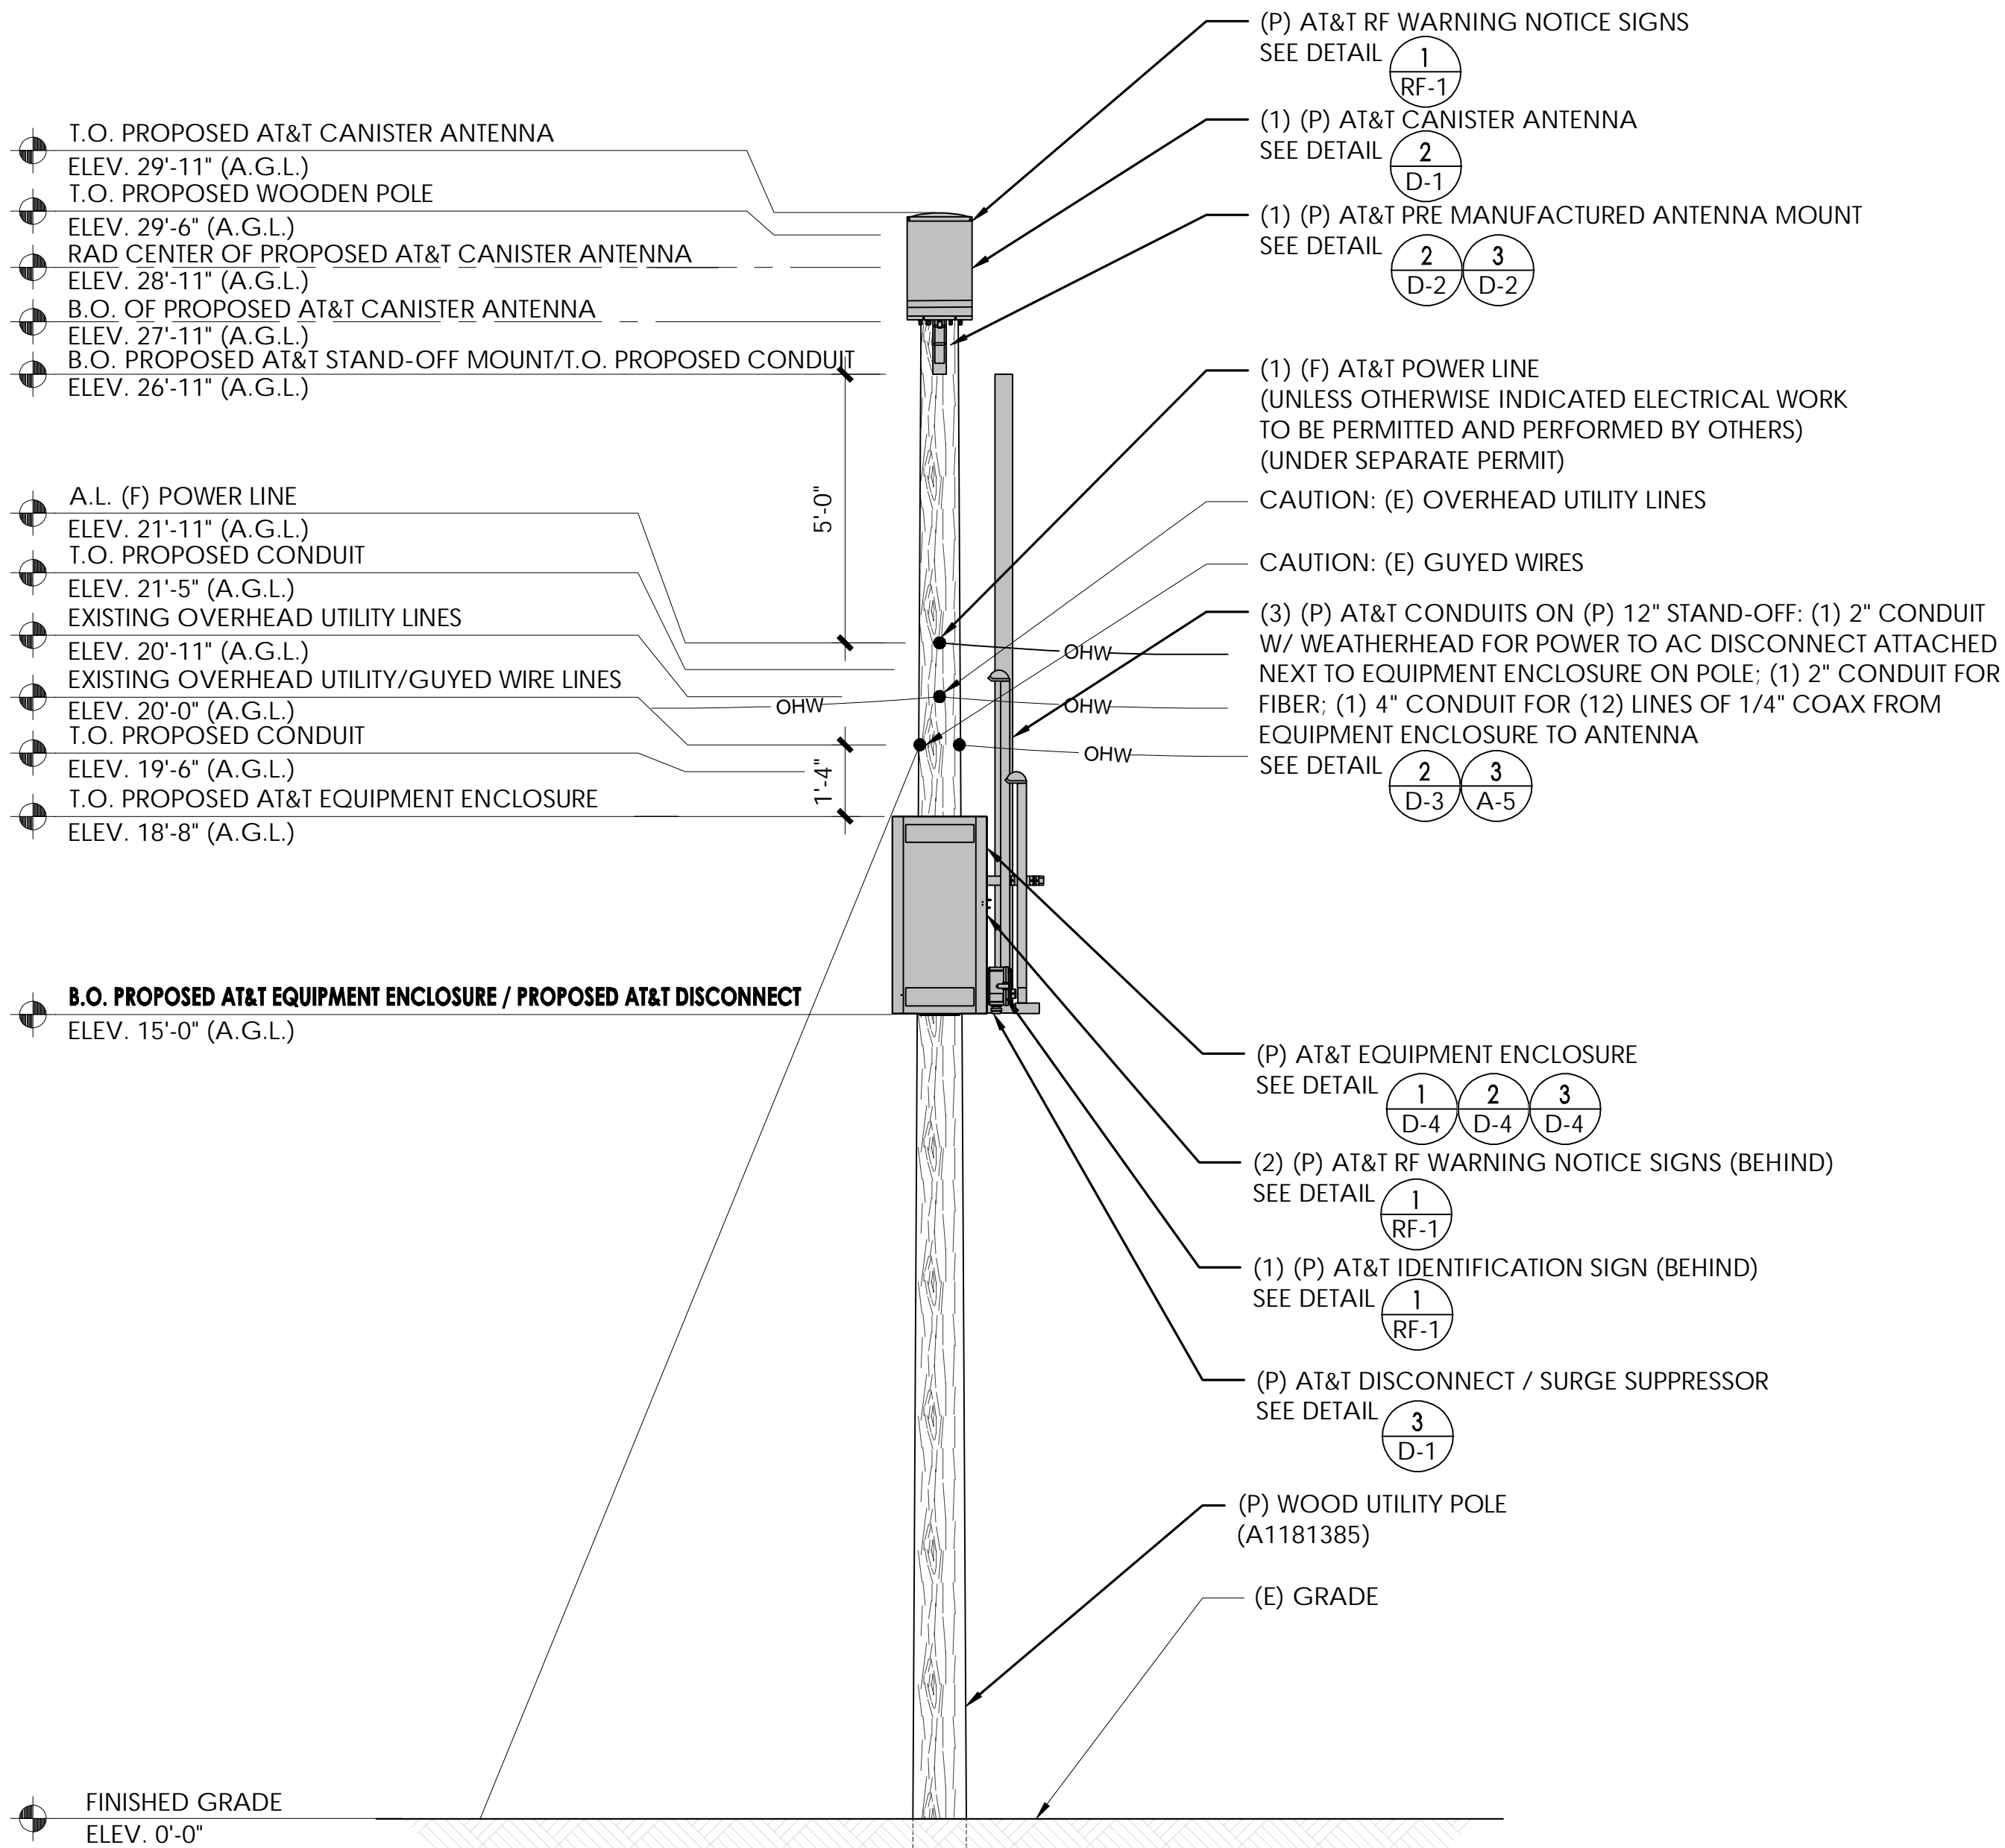 T.O. PROPOSED AT&T CANISTER ANTENNA
ELEV. 29'-11" (A.G.L.)
T.O. PROPOSED WOODEN POLE
ELEV. 29'-6" (A.G.L.)
RAD CENTER OF PROPOSED AT&T CANISTER ANTENNA
ELEV. 28'-11" (A.G.L.)
B.O. OF PROPOSED AT&T CANISTER ANTENNA
ELEV. 27'-11" (A.G.L.)
B.O. PROPOSED AT&T STAND-OFF MOUNT/T.O. PROPOSED CONDUIT
ELEV. 26'-11" (A.G.L.)
A.L. (F) POWER LINE
ELEV. 21'-11" (A.G.L.)
T.O. PROPOSED CONDUIT
ELEV. 21'-5" (A.G.L.)
EXISTING OVERHEAD UTILITY LINES
ELEV. 20'-11" (A.G.L.)
EXISTING OVERHEAD UTILITY/GUYED WIRE LINES
ELEV. 20'-0" (A.G.L.)
T.O. PROPOSED CONDUIT
ELEV. 19'-6" (A.G.L.)
T.O. PROPOSED AT&T EQUIPMENT ENCLOSURE
ELEV. 18'-8" (A.G.L.)
B.O. PROPOSED AT&T EQUIPMENT ENCLOSURE / PROPOSED AT&T DISCONNECT
ELEV. 15'-0" (A.G.L.)
FINISHED GRADE
ELEV. 0'-0"
5'-0"
1'-4"
OHW
OHW
OHW
OHW
(P) AT&T RF WARNING NOTICE SIGNS
SEE DETAIL 1
RF-1
(1) (P) AT&T CANISTER ANTENNA
SEE DETAIL 2
D-1
(1) (P) AT&T PRE MANUFACTURED ANTENNA MOUNT
SEE DETAIL 2 3
D-2 D-2
(1) (F) AT&T POWER LINE
(UNLESS OTHERWISE INDICATED ELECTRICAL WORK
TO BE PERMITTED AND PERFORMED BY OTHERS)
(UNDER SEPARATE PERMIT)
CAUTION: (E) OVERHEAD UTILITY LINES
CAUTION: (E) GUYED WIRES
(3) (P) AT&T CONDUITS ON (P) 12" STAND-OFF: (1) 2" CONDUIT
W/ WEATHERHEAD FOR POWER TO AC DISCONNECT ATTACHED
NEXT TO EQUIPMENT ENCLOSURE ON POLE; (1) 2" CONDUIT FOR
FIBER; (1) 4" CONDUIT FOR (12) LINES OF 1/4" COAX FROM
EQUIPMENT ENCLOSURE TO ANTENNA
SEE DETAIL 2 3
D-3 A-5
(P) AT&T EQUIPMENT ENCLOSURE
SEE DETAIL 1 2 3
D-4 D-4 D-4
(2) (P) AT&T RF WARNING NOTICE SIGNS (BEHIND)
SEE DETAIL 1
RF-1
(1) (P) AT&T IDENTIFICATION SIGN (BEHIND)
SEE DETAIL 1
RF-1
(P) AT&T DISCONNECT / SURGE SUPPRESSOR
SEE DETAIL 3
D-1
(P) WOOD UTILITY POLE
(A1181385)
(E) GRADE